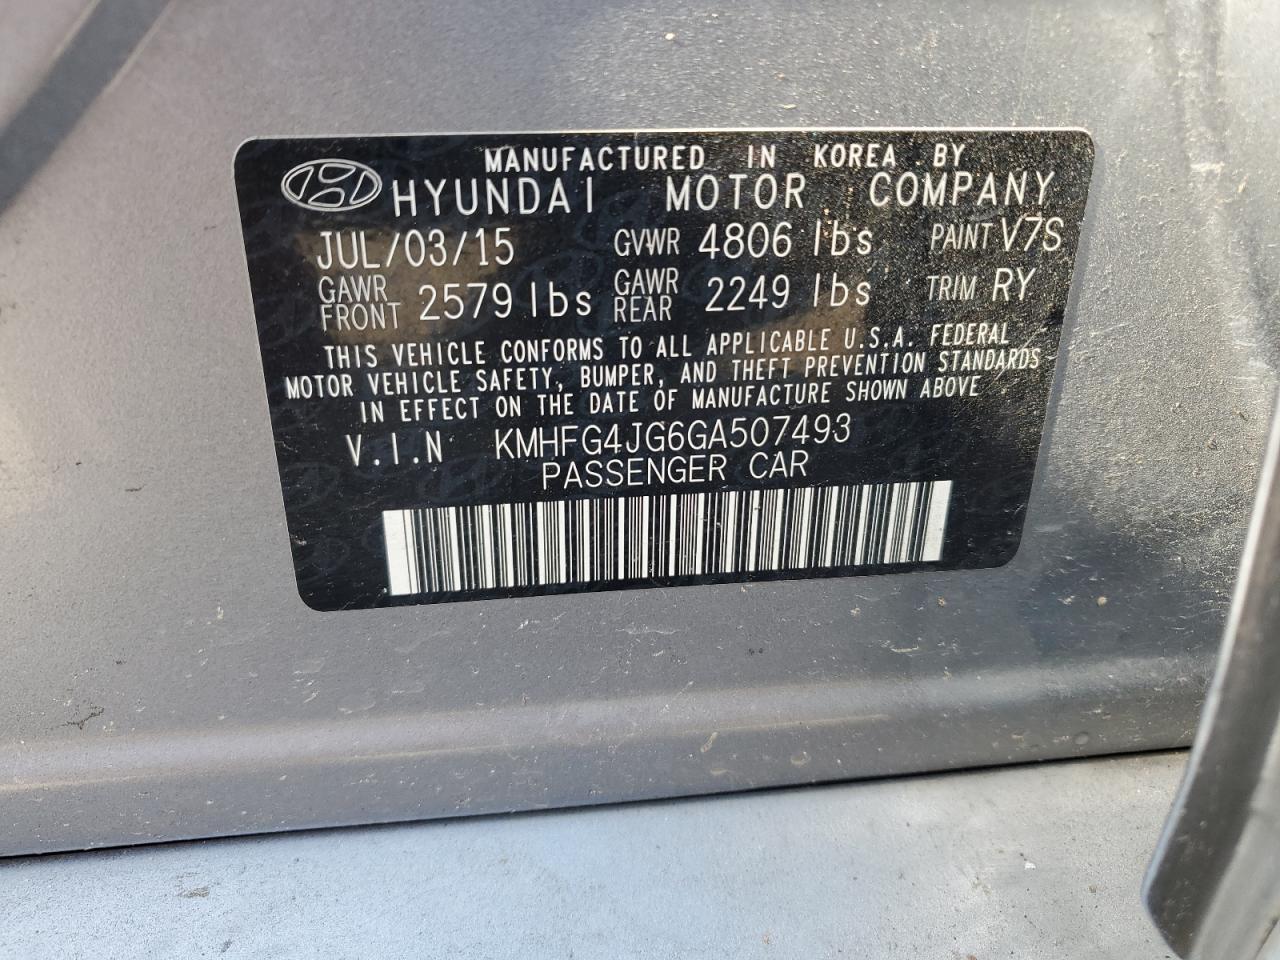 MANUFACTURED IN KOREA BY
HYUNDAI MOTOR COMPANY
JUL/03/15 GVWR 4806 lbs PAINT V7S
GAWR FRONT 2579 lbs GAWR REAR 2249 lbs TRIM RY
THIS VEHICLE CONFORMS TO ALL APPLICABLE U.S.A. FEDERAL
MOTOR VEHICLE SAFETY, BUMPER, AND THEFT PREVENTION STANDARDS
IN EFFECT ON THE DATE OF MANUFACTURE SHOWN ABOVE
V.I.N KMHFG4JG6GA507493
PASSENGER CAR